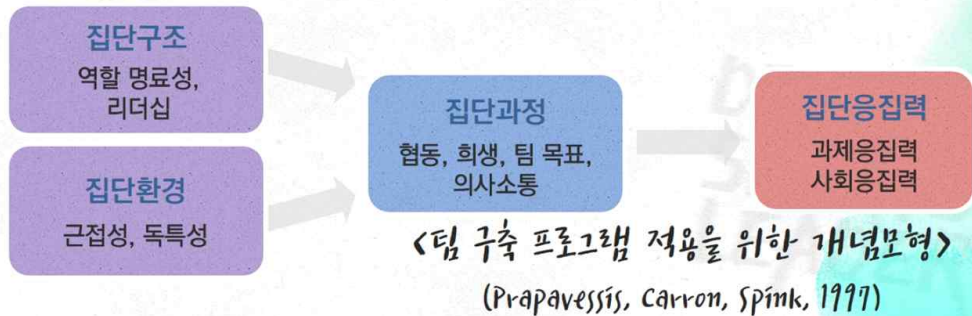 집단구조
역할 명료성,
리더십
집단환경
근접성, 독특성
집단과정
협동, 희생, 팀 목표,
의사소통
집단응집력
과제응집력
사회응집력
<팀 구축 프로그램 적용을 위한 개념모형>
(Prapavessis, Carron, Spink, 1997)